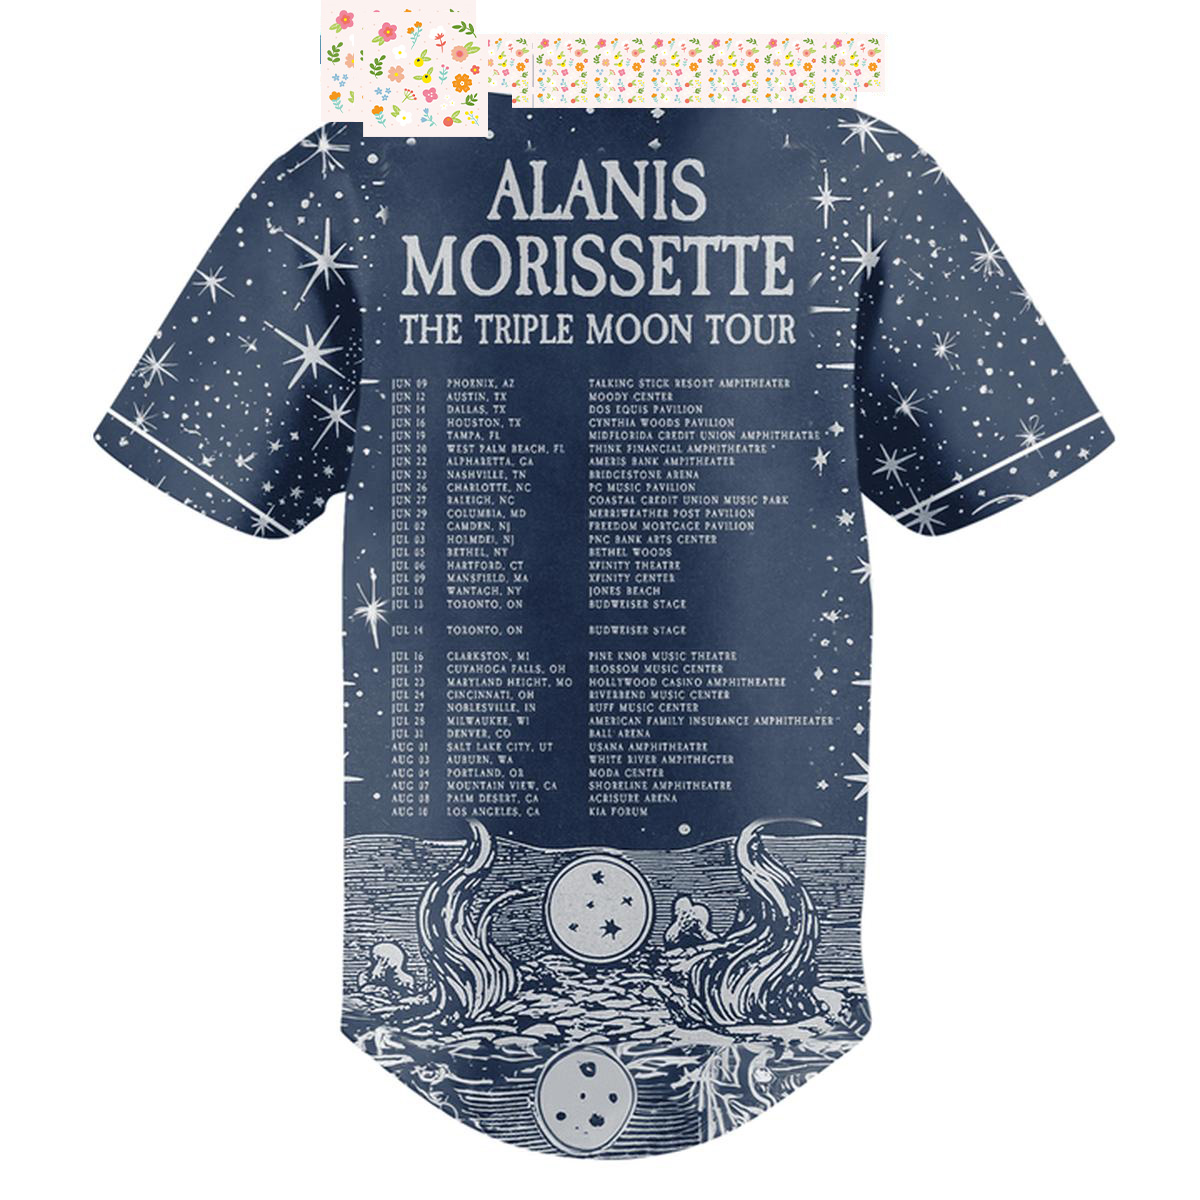 ALANIS
MORISSETTE
THE TRIPLE MOON TOUR
JUN 09 PHOENIX, AZ TALKING STICK RESORT AMPITHEATER
JUN 12 AUSTIN, TX MOODY CENTER
JUN 14 DALLAS, TX DOS EQUIS PAVILION
JUN 16 HOUSTON, TX CYNTHIA WOODS PAVILION
JUN 19 TAMPA, FL MIDFLORIDA CREDIT UNION AMPHITHEATRE
JUN 20 WEST PALM BEACH, FL THINK FINANCIAL AMPHITHEATRE
JUN 22 ALPHARETTA, GA AMERIS BANK AMPITHEATER
JUN 23 NASHVILLE, TN BRIDGESTONE ARENA
JUN 26 CHARLOTTE, NC PC MUSIC PAVILION
JUN 27 RALEIGH, NC COASTAL CREDIT UNION MUSIC PARK
JUN 29 COLUMBIA, MD MERRIWEATHER POST PAVILION
JUL 02 CAMDEN, NJ FREEDOM MORTGAGE PAVILION
JUL 03 HOLMDEL, NJ PNC BANK ARTS CENTER
JUL 05 BETHEL, NY BETHEL WOODS
JUL 06 HARTFORD, CT XFINITY THEATRE
JUL 09 MANSFIELD, MA XFINITY CENTER
JUL 10 WANTAGH, NY JONES BEACH
JUL 13 TORONTO, ON BUDWEISER STAGE
JUL 14 TORONTO, ON BUDWEISER STAGE
JUL 16 CLARKSTON, MI PINE KNOB MUSIC THEATRE
JUL 17 CUYAHOGA FALLS, OH BLOSSOM MUSIC CENTER
JUL 23 MARYLAND HEIGHT, MO HOLLYWOOD CASINO AMPHITHEATRE
JUL 24 CINCINNATI, OH RIVERBEND MUSIC CENTER
JUL 27 NOBLESVILLE, IN RUFF MUSIC CENTER
JUL 28 MILWAUKEE, WI AMERICAN FAMILY INSURANCE AMPHITHEATER
JUL 31 DENVER, CO BALL ARENA
AUG 01 SALT LAKE CITY, UT USANA AMPHITHEATRE
AUG 03 AUBURN, WA WHITE RIVER AMPITHECTER
AUG 04 PORTLAND, OR MODA CENTER
AUG 07 MOUNTAIN VIEW, CA SHORELINE AMPHITHEATRE
AUG 08 PALM DESERT, CA ACRISURE ARENA
AUG 10 LOS ANGELES, CA KIA FORUM